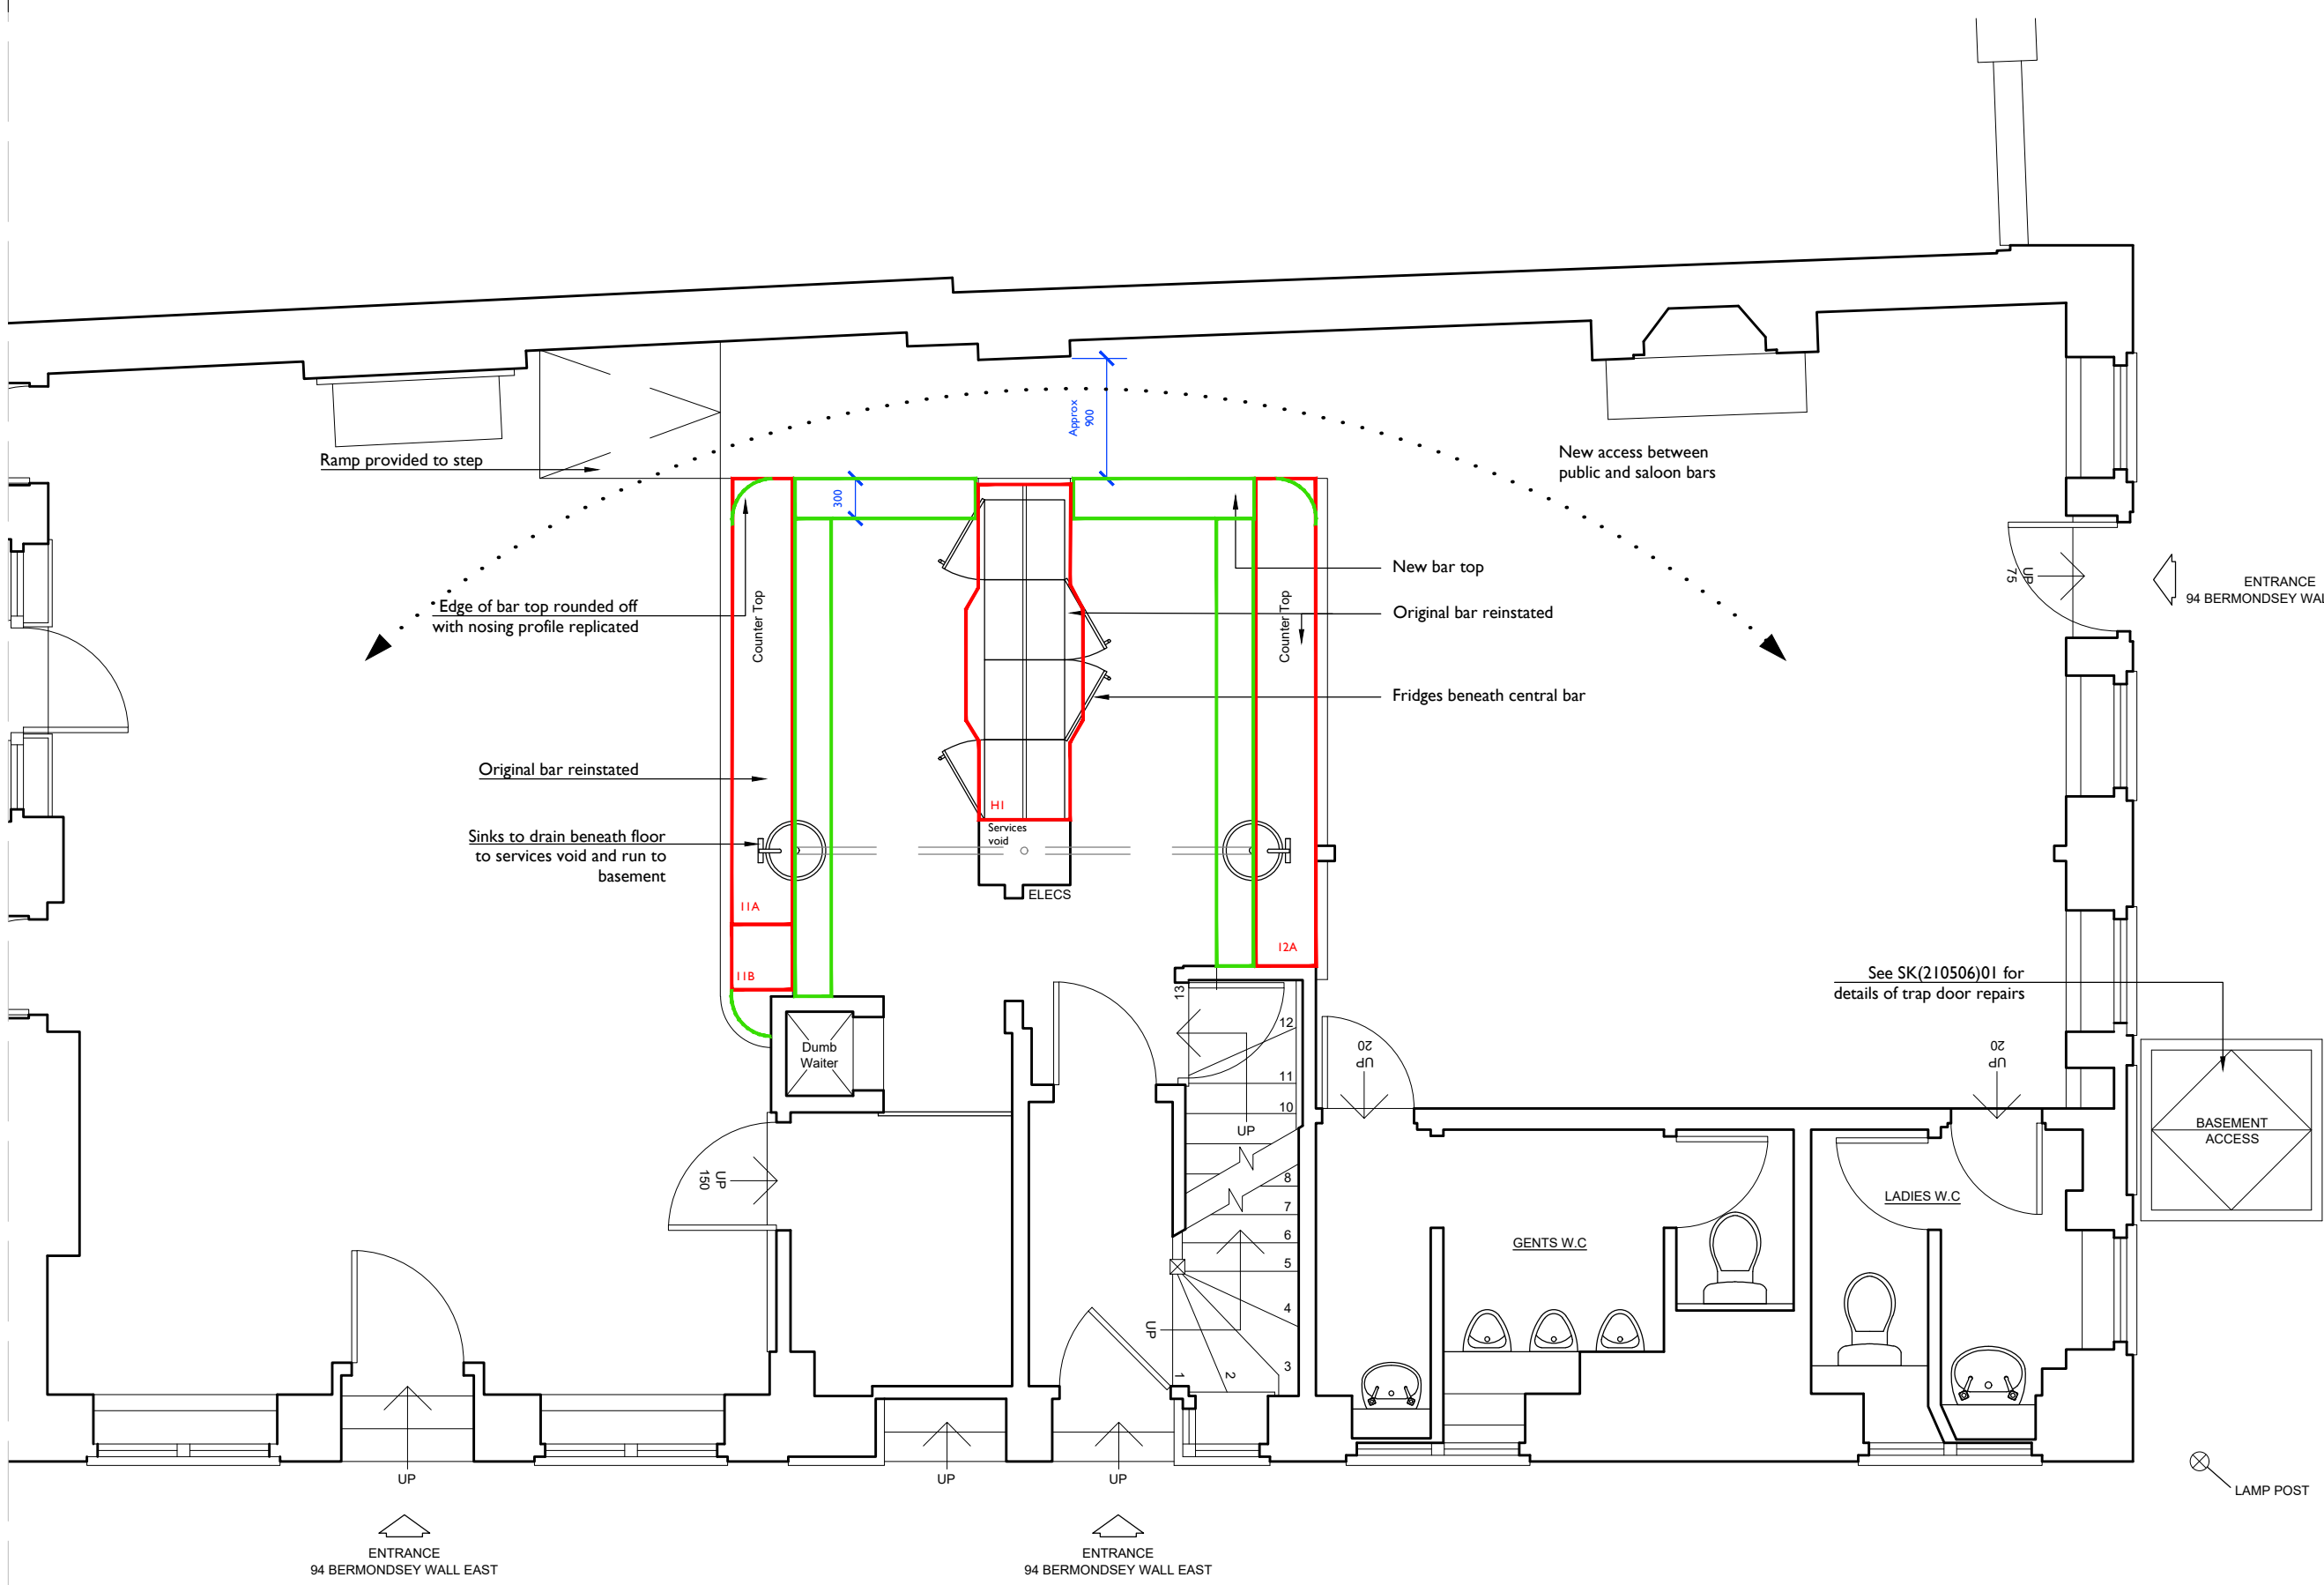 Ramp provided to step
Approx
900
New access between
public and saloon bars
300
New bar top
Edge of bar top rounded off
with nosing profile replicated
Counter Top
Counter Top
Original bar reinstated
UP
75
ENTRANCE
94 BERMONDSEY WAL
Fridges beneath central bar
Original bar reinstated
H1
Services
void
Sinks to drain beneath floor
to services void and run to
basement
ELECS
11A
12A
11B
See SK(210506)01 for
details of trap door repairs
13
12
11
10
UP
8
7
6
5
4
3
2
1
UP
Dumb
Waiter
UP
20
UP
20
BASEMENT
ACCESS
UP
150
LADIES W.C
GENTS W.C
UP
UP
UP
LAMP POST
ENTRANCE
94 BERMONDSEY WALL EAST
ENTRANCE
94 BERMONDSEY WALL EAST